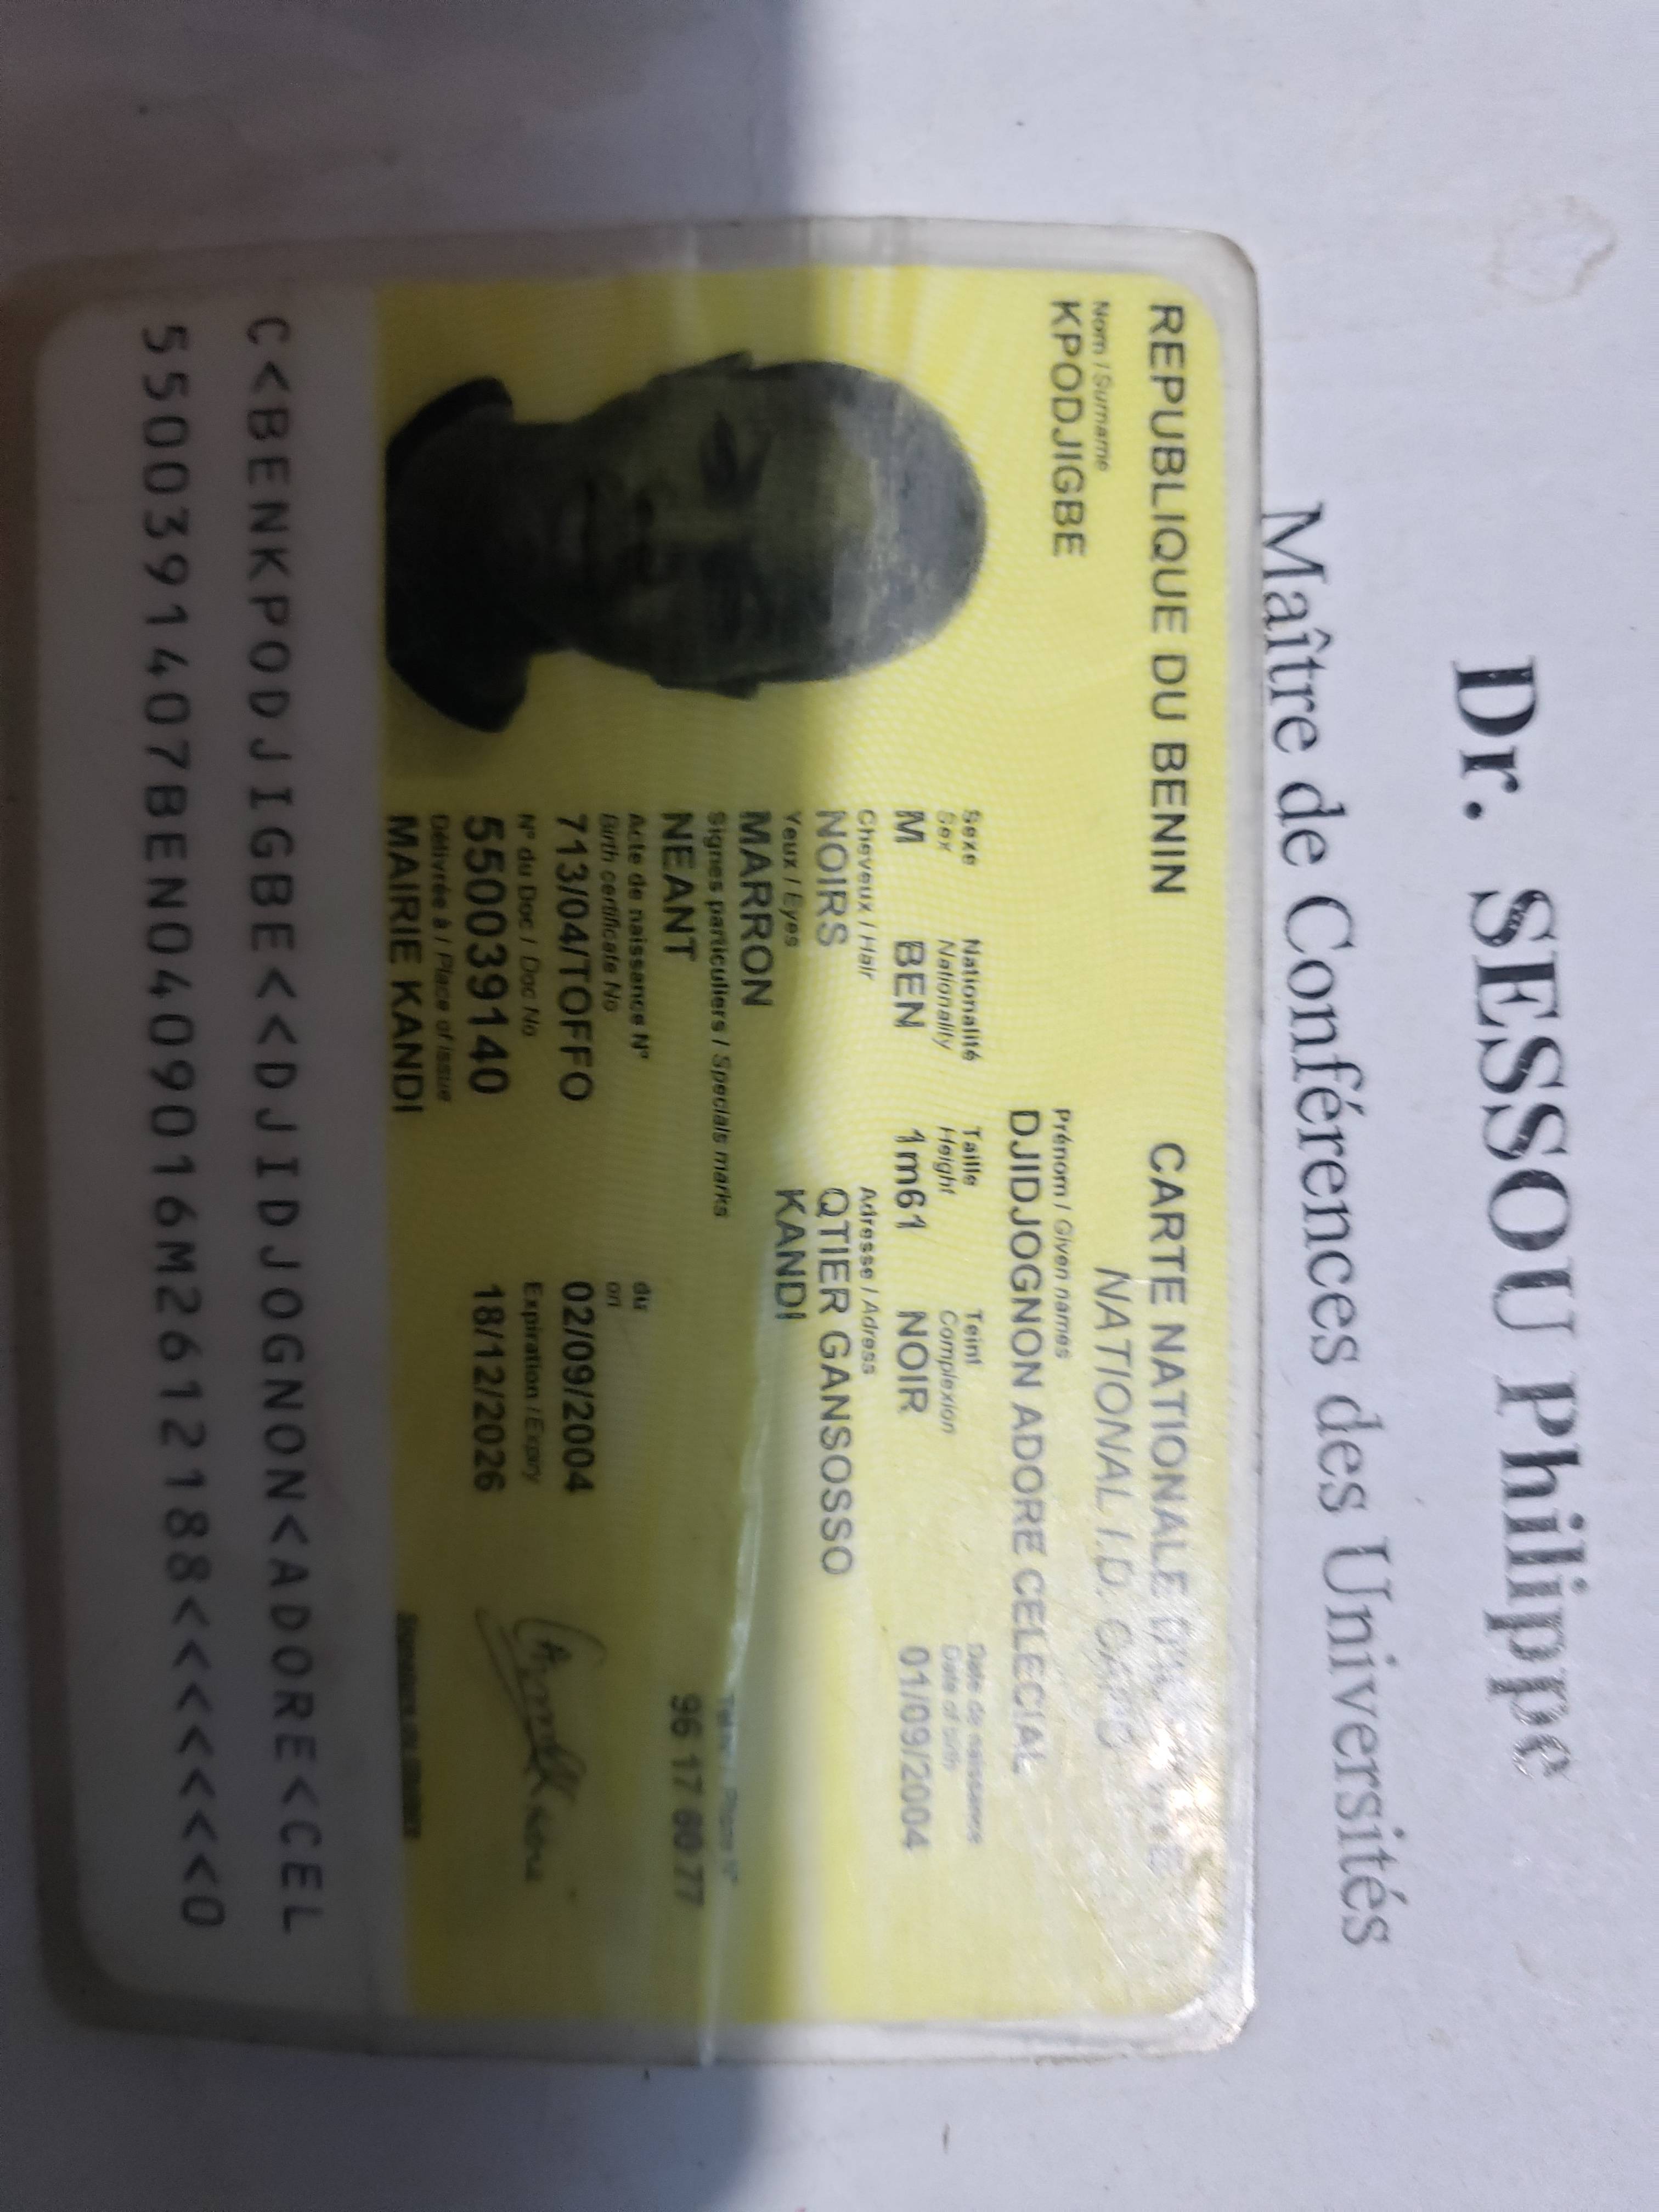 Dr. SESSOU Philippe
Maître de Conférences des Universités
REPUBLIQUE DU BENIN
CARTE NATIONALE
NATIONAL I.D. CARD
Nom / Surname
KPODJIGBE
Prénom / Given names
DJIDJOGNON ADORE CELECIAL
Sexe Nationalité Taille Teint Date de naissance
Sex Nationality Height Complexion Date of birth
M BEN 1m61 NOIR 01/09/2004
Cheveux / Hair Adresse / Adress
NOIRS QTIER GANSOSSO
Yeux / Eyes KANDI
MARRON
Signes particuliers / Specials marks
NEANT 96 17 80 77
Acte de naissance N° du
Birth certificate No on
713/04/TOFFO 02/09/2004
N° du Doc / Doc No Expiration / Expiry
550039140 18/12/2026
Délivrée à / Place of issue
MAIRIE KANDI
C<BENKPODJIGBE<<DJIDJOGNON<ADORE<CEL
5500391407BEN0409016M2612188<<<<<<<0